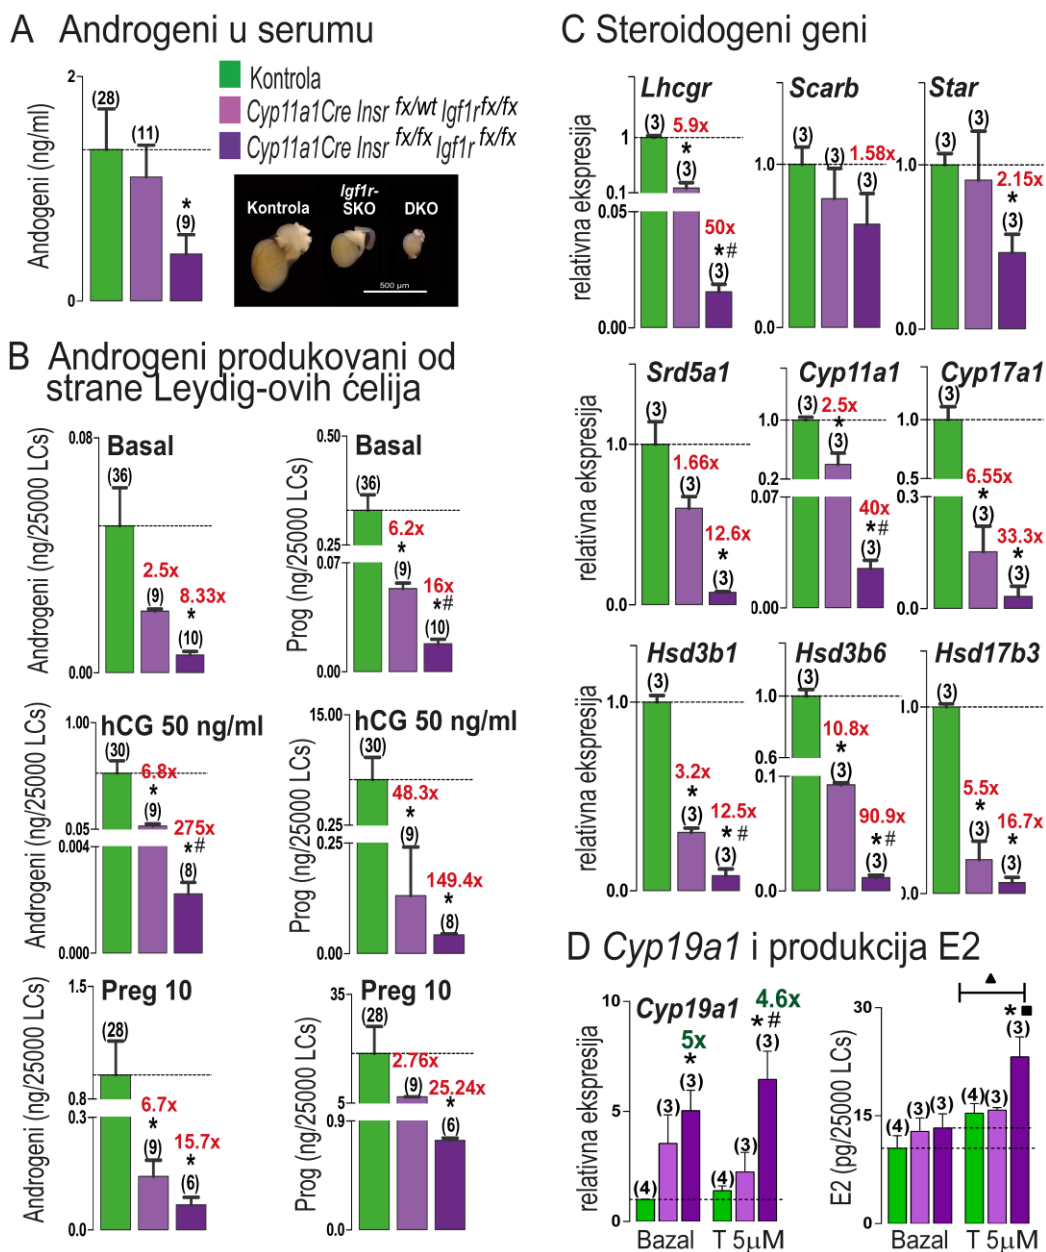 A Androgeni u serumu
Andogeni (ng/ml)
2
0
(28)
(11)
*
(9)
Kontrola
Cyp11a1Cre Insr fx/wt Igf1r fx/fx
Cyp11a1Cre Insr fx/fx Igf1r fx/fx
Kontrola
Igf1r-
SKO
DKO
500 µm
B Androgeni produkovani od
strane Leydig-ovih ćelija
Basal
Androgeni (ng/25000 LCs)
0.08
0.00
(36)
2.5x
(9)
8.33x
*
(10)
Basal
Prog (ng/25000 LCs)
0.50
0.25
0.07
0.00
(36)
6.2x
*
(9)
16x
*#
(10)
hCG 50 ng/ml
Androgeni (ng/25000 LCs)
1.00
0.05
0.004
0.000
(30)
6.8x
*
(9)
275x
*#
(8)
hCG 50 ng/ml
Prog (ng/25000 LCs)
15.00
0.25
0.25
0.00
(30)
48.3x
*
(9)
149.4x
*
(8)
Preg 10
Androgeni (ng/25000 LCs)
1.5
0.8
0.3
0.0
(28)
6.7x
*
(9)
15.7x
*
(6)
Preg 10
Prog (ng/25000 LCs)
35
5
0.9
0.0
(28)
2.76x
(9)
25.24x
*
(6)
C Steroidogeni geni
relativna ekspresija
Lhcgr
1
0.1
0.05
0.00
(3)
5.9x
*
(3)
50x
*#
(3)
Scarb
1.0
0.0
(3)
(3)
1.58x
(3)
Star
1.0
0.0
(3)
(3)
2.15x
*
(3)
relativna ekspresija
Srd5a1
1.0
0.0
(3)
1.66x
(3)
12.6x
*
(3)
Cyp11a1
1.0
0.2
0.07
0.00
(3)
2.5x
*
(3)
40x
*#
(3)
Cyp17a1
1.0
0.5
0.3
0.0
(3)
6.55x
*
(3)
33.3x
*
(3)
relativna ekspresija
Hsd3b1
1.0
0.0
(3)
3.2x
*
(3)
12.5x
*#
(3)
Hsd3b6
1.0
0.6
0.1
0.0
(3)
10.8x
*
(3)
90.9x
*#
(3)
Hsd17b3
1.0
0.0
(3)
5.5x
*
(3)
16.7x
*
(3)
D Cyp19a1 i produkcija E2
relativna ekspresija
Cyp19a1
10
5
0
(4)
(3)
5x
*
(3)
(4)
(3)
4.6x
*#
(3)
Bazal
T 5µM
E2 (pg/25000 LCs)
30
15
0
(4)
(3)
(3)
(4)
(3)
▲
*■
(3)
Bazal
T 5µM